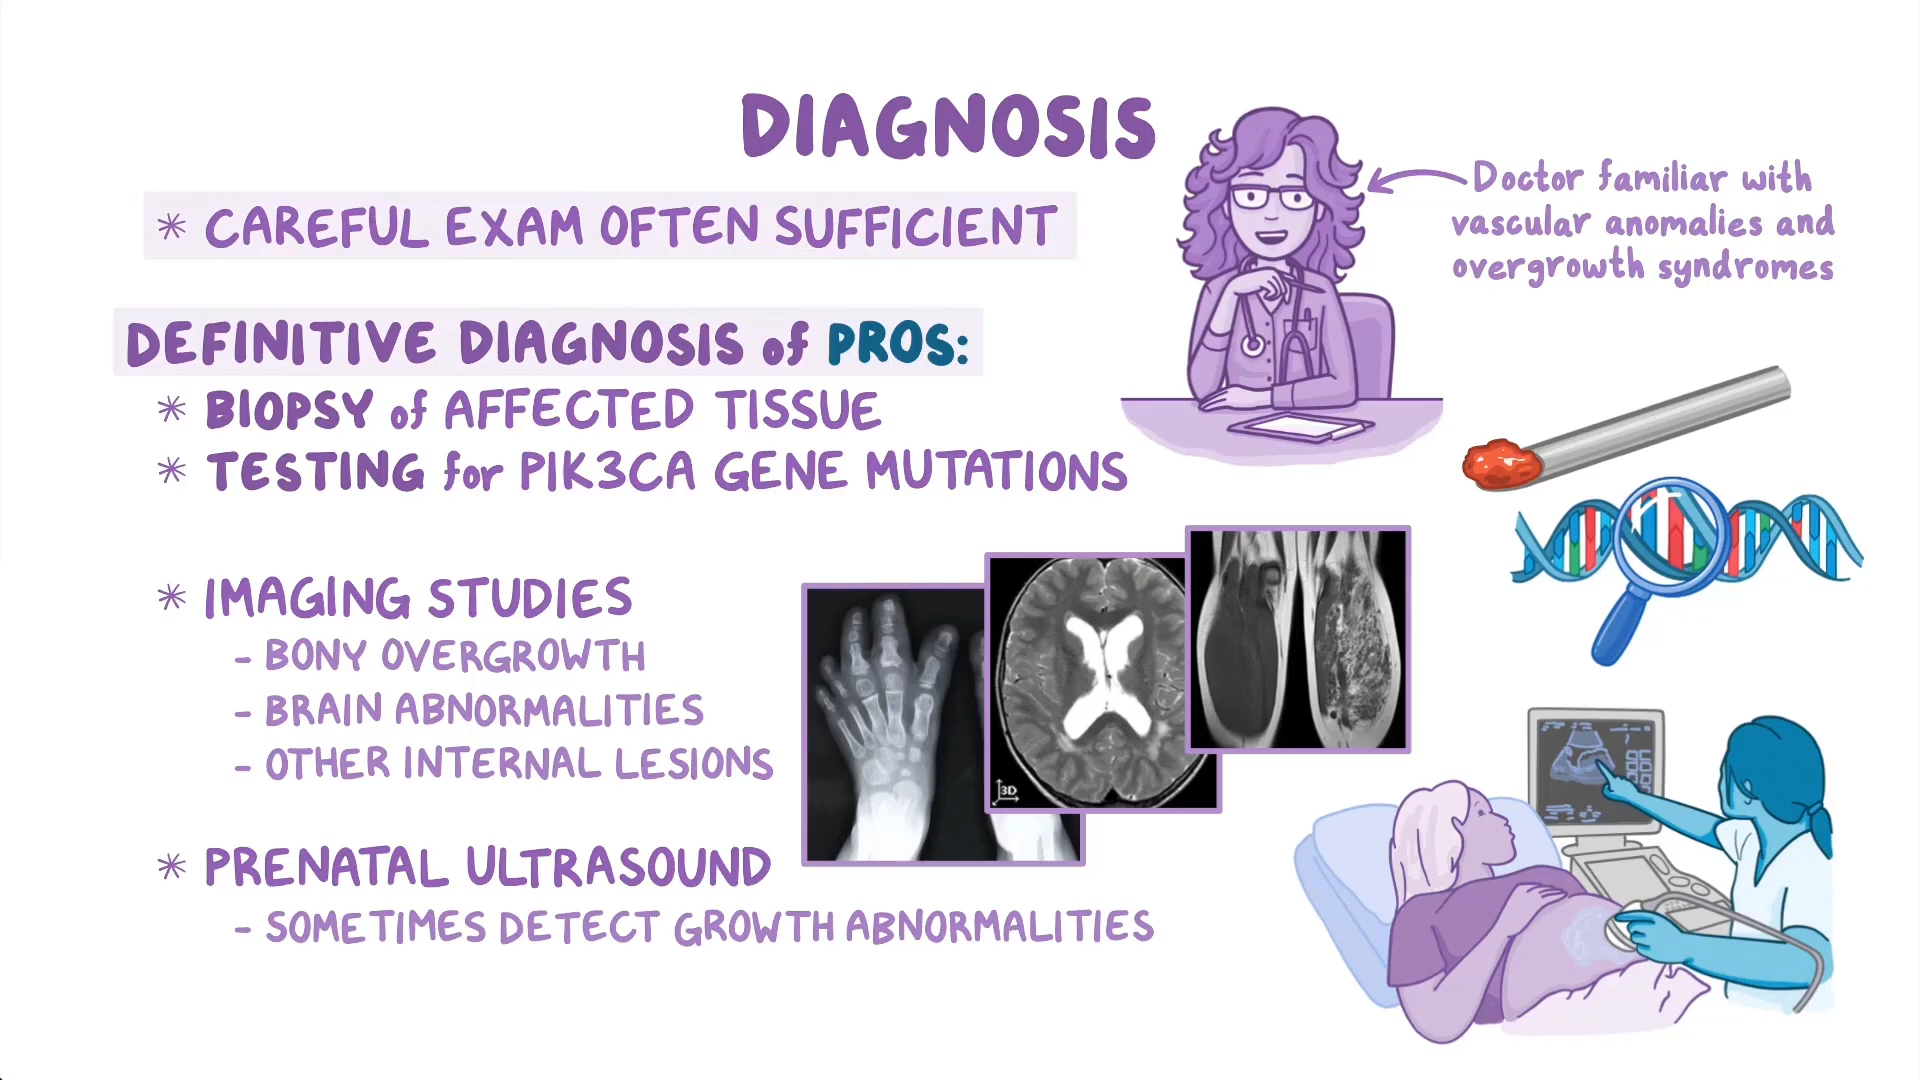 DIAGNOSIS
* CAREFUL EXAM OFTEN SUFFICIENT
Doctor familiar with
vascular anomalies and
overgrowth syndromes
DEFINITIVE DIAGNOSIS of PROS:
* BIOPSY of AFFECTED TISSUE
* TESTING for PIK3CA GENE MUTATIONS
* IMAGING STUDIES
- BONY OVERGROWTH
- BRAIN ABNORMALITIES
- OTHER INTERNAL LESIONS
3D
* PRENATAL ULTRASOUND
- SOMETIMES DETECT GROWTH ABNORMALITIES